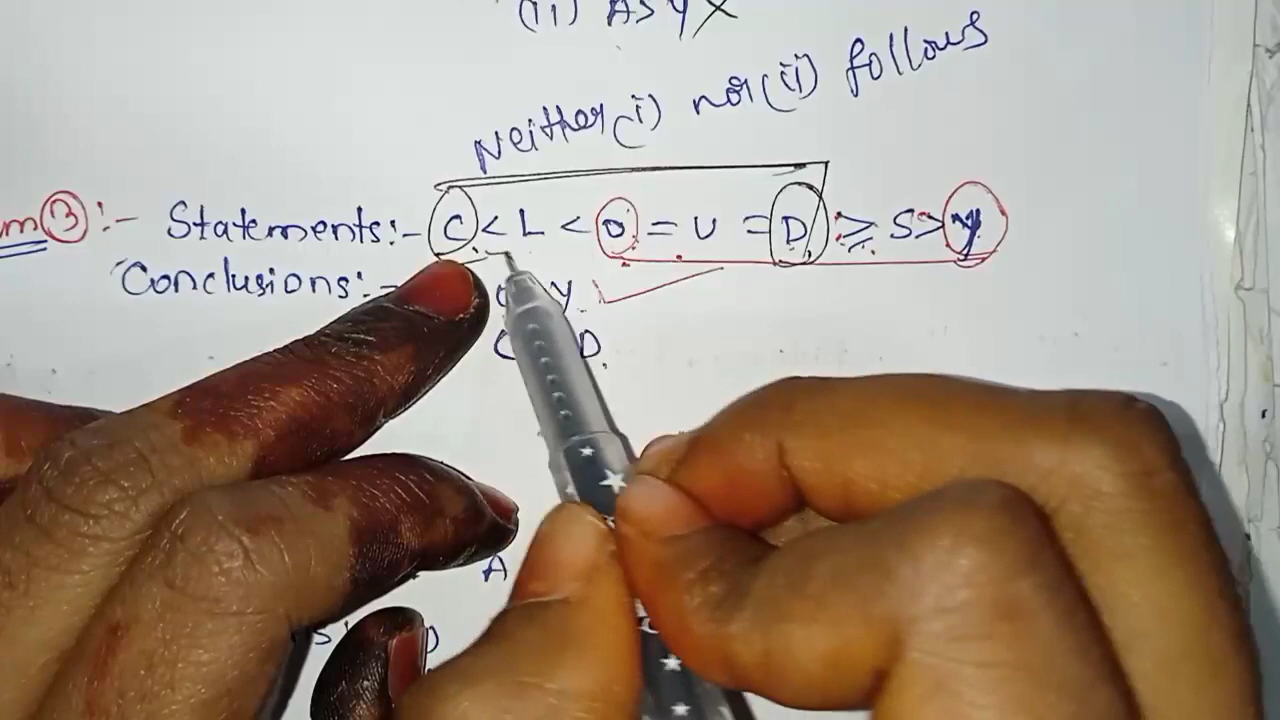 (ii) A>Y X
Neither (i) nor (ii) follows
m ③ :- Statements:- C < L < O = U = D ≥ S > Y
Conclusions:- Y ✓
C D
A
S D